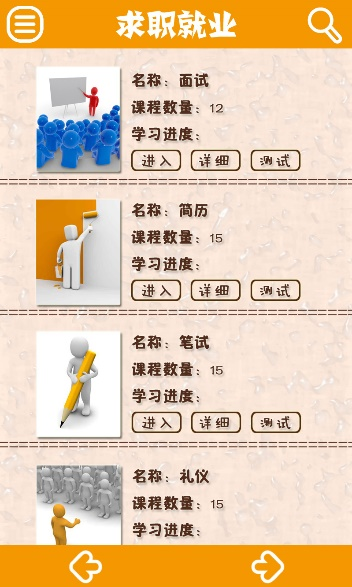 求职就业
名称：面试
课程数量：12
学习进度：
进入 详细 测试
名称：简历
课程数量：15
学习进度：
进入 详细 测试
名称：笔试
课程数量：15
学习进度：
进入 详细 测试
名称：礼仪
课程数量：15
学习进度：